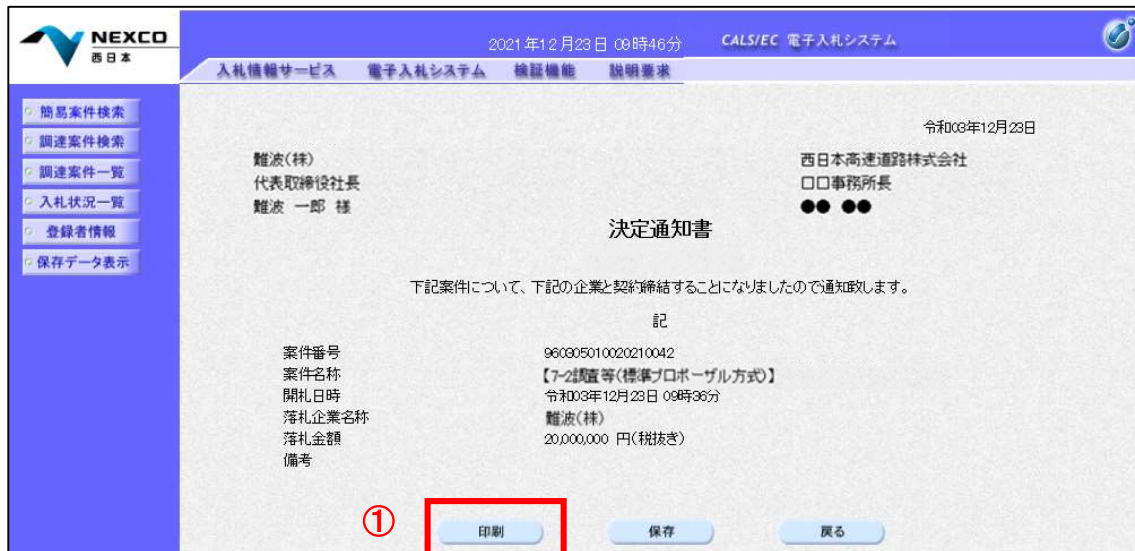 NEXCO
西日本
2021年12月23日 09時46分
CALS/EC 電子入札システム
入札情報サービス 電子入札システム 検証機能 説明要求
簡易案件検索
調達案件検索
調達案件一覧
入札状況一覧
登録者情報
保存データ表示
令和03年12月23日
難波(株)
代表取締役社長
難波 一郎 様
西日本高速道路株式会社
□□事務所長
●● ●●
決定通知書
下記案件について、下記の企業と契約締結することになりましたので通知致します。
記
案件番号 960305010020210042
案件名称 【7-2調査等(標準プロポーザル方式)】
開札日時 令和03年12月23日 09時36分
落札企業名称 難波(株)
落札金額 20,000,000 円(税抜き)
備考
①
印刷 保存 戻る